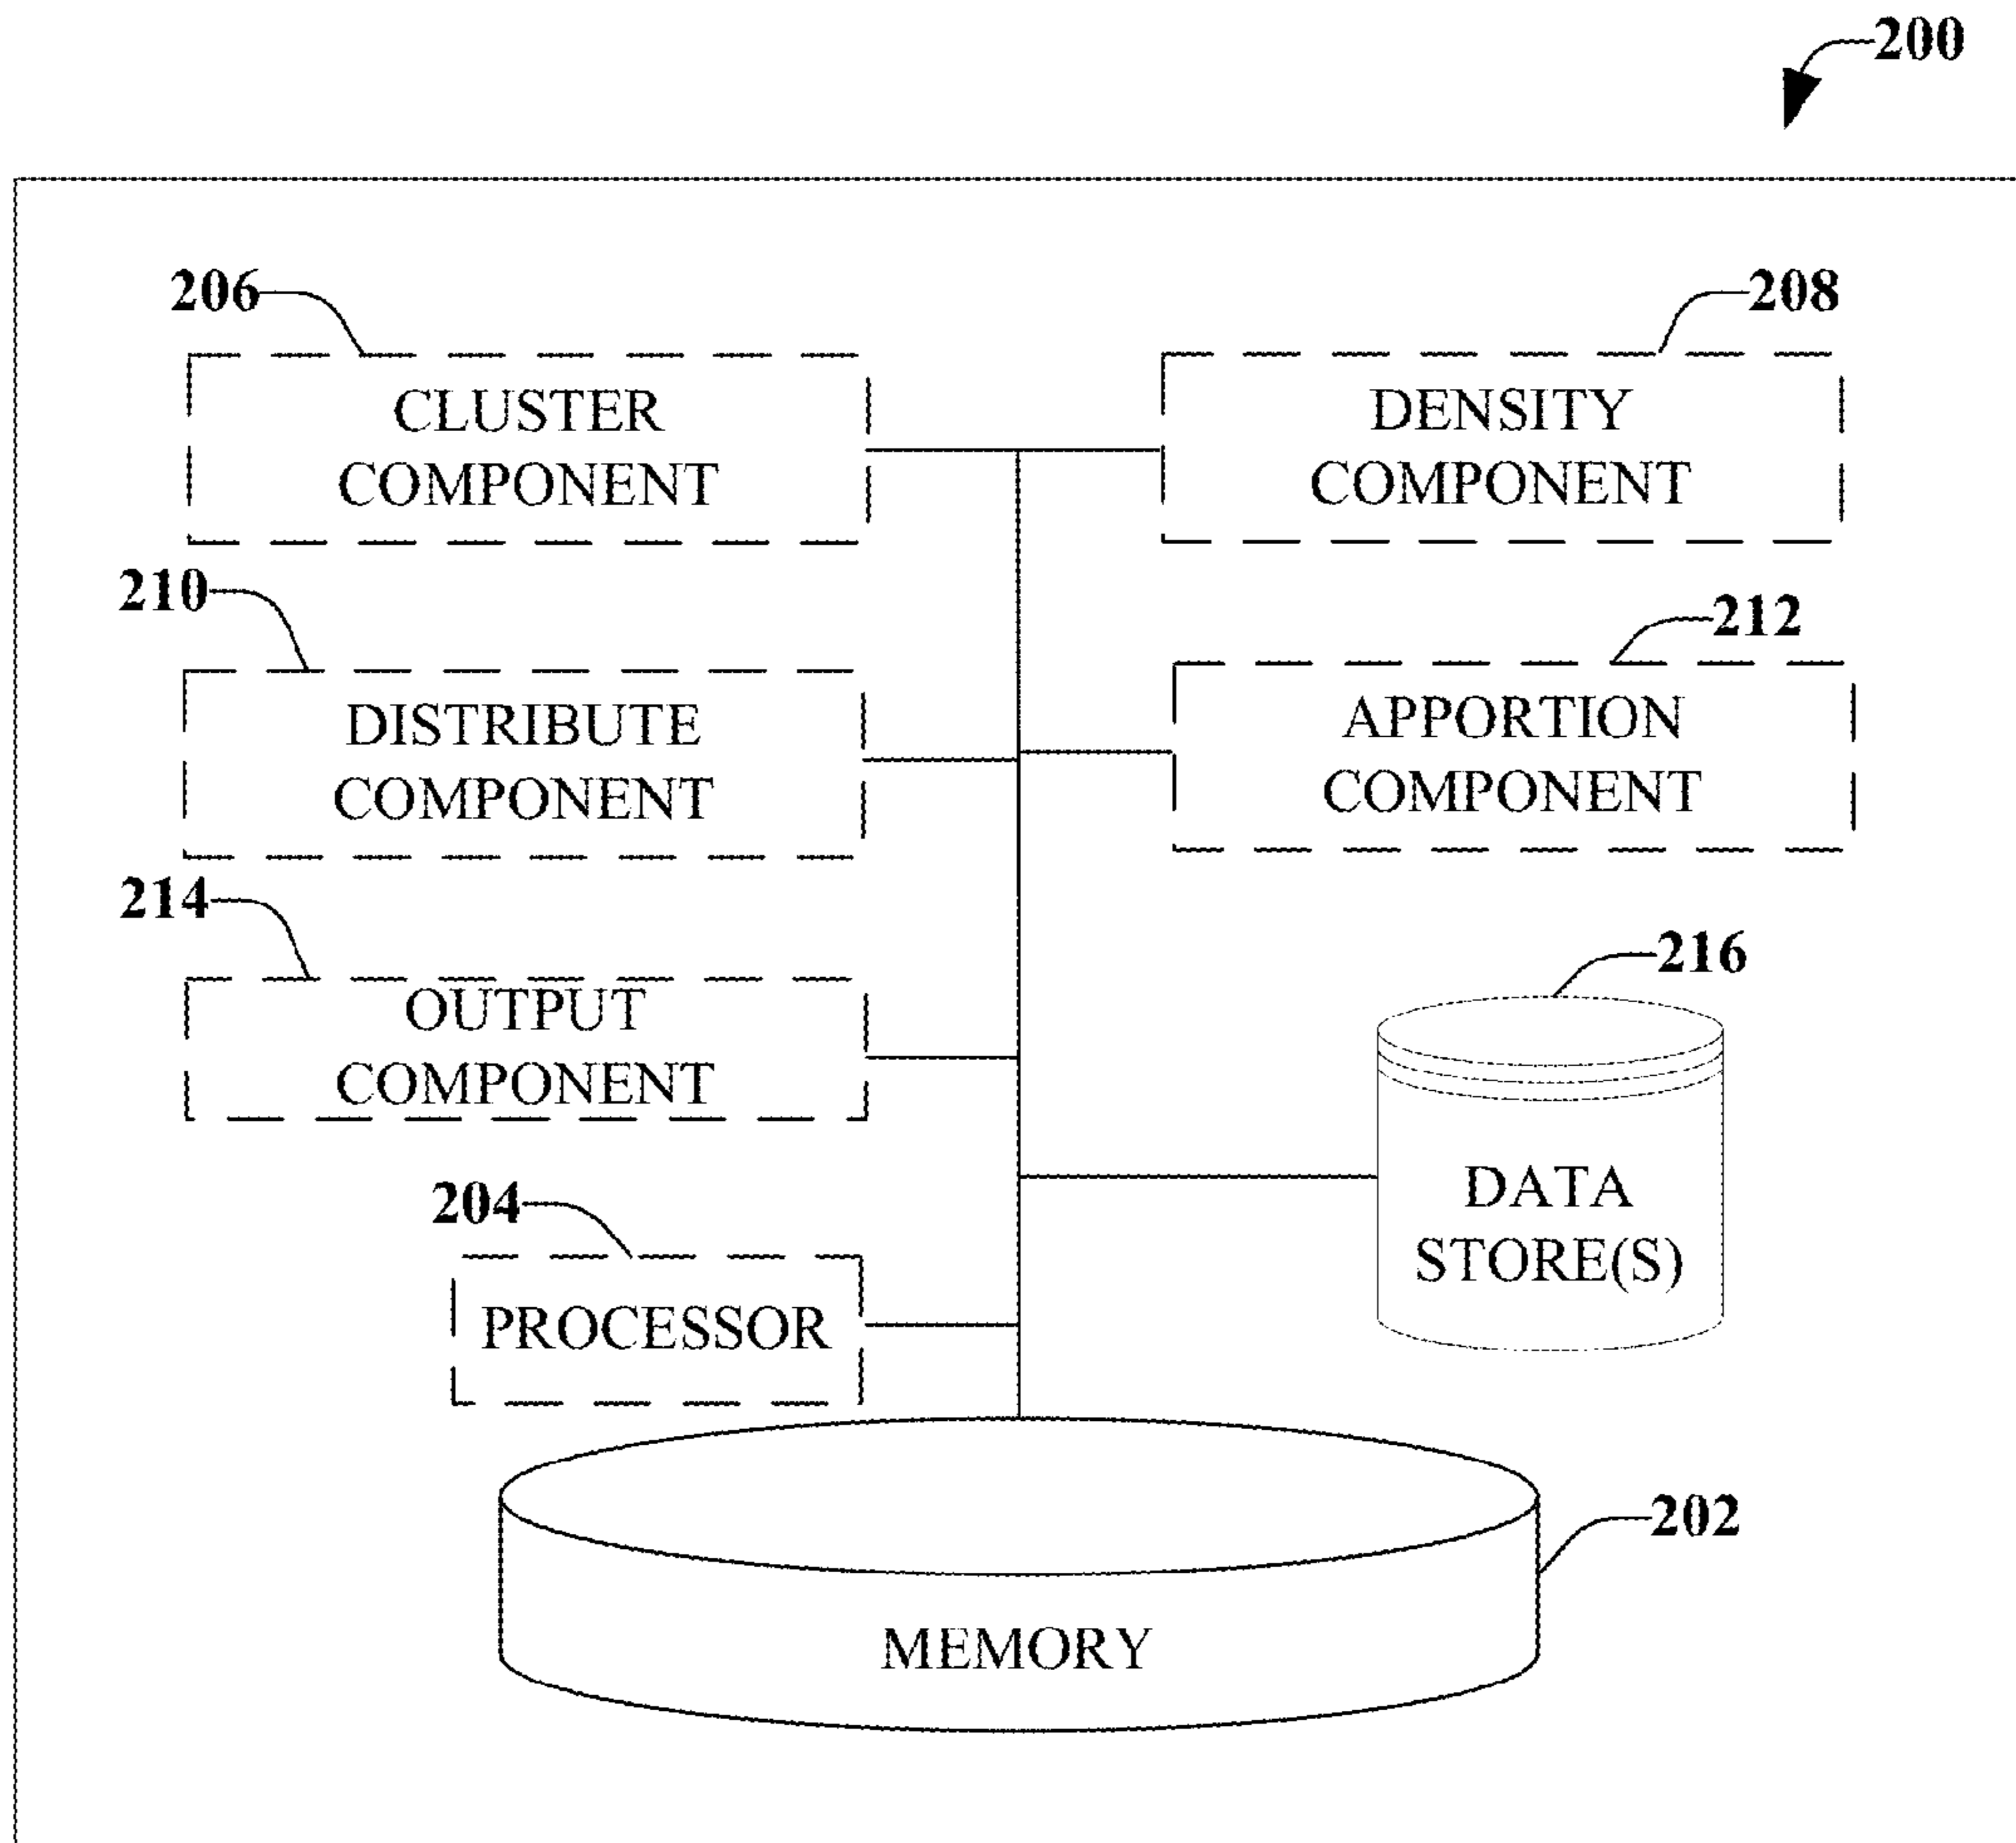 200
206
208
CLUSTER
COMPONENT
DENSITY
COMPONENT
210
212
DISTRIBUTE
COMPONENT
APPORTION
COMPONENT
214
216
OUTPUT
COMPONENT
DATA
STORE(S)
204
PROCESSOR
202
MEMORY